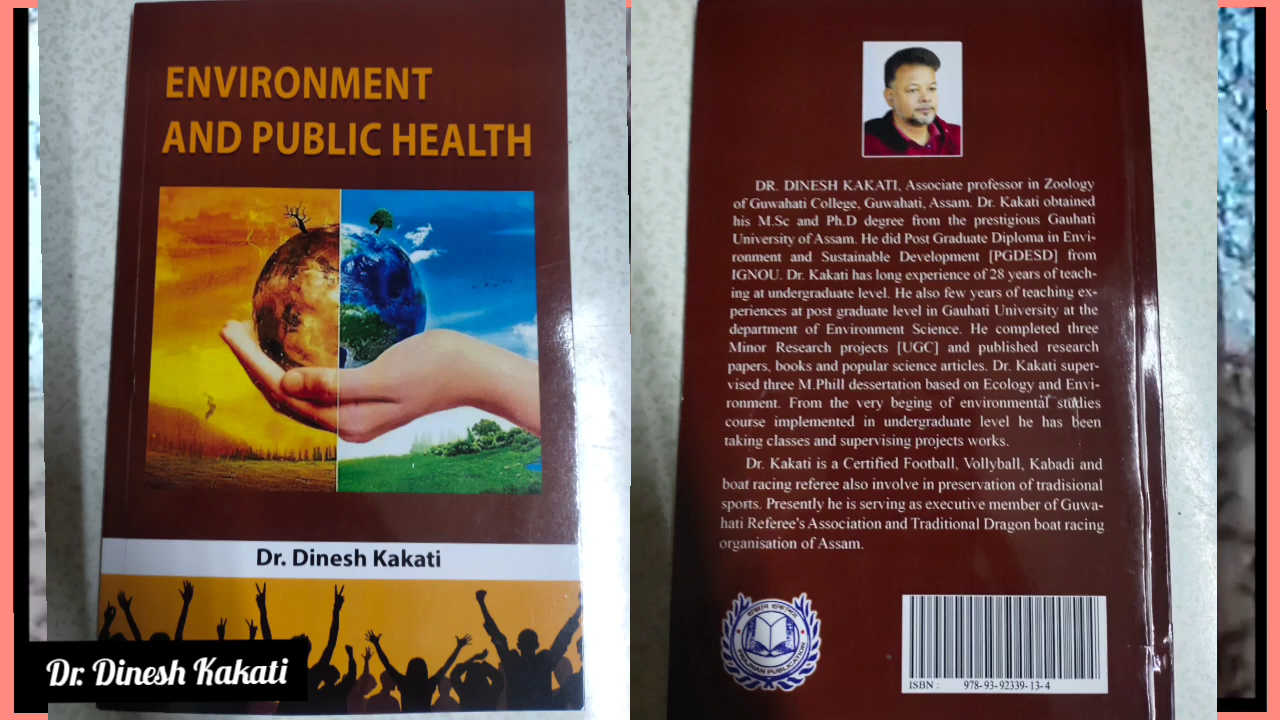 ENVIRONMENT
AND PUBLIC HEALTH
Dr. Dinesh Kakati
Dr. Dinesh Kakati
DR. DINESH KAKATI, Associate professor in Zoology
of Guwahati College, Guwahati, Assam. Dr. Kakati obtained
his M.Sc and Ph.D degree from the prestigious Gauhati
University of Assam. He did Post Graduate Diploma in Envi-
ronment and Sustainable Development [PGDESD] from
IGNOU. Dr. Kakati has long experience of 28 years of teach-
ing at undergraduate level. He also few years of teaching ex-
periences at post graduate level in Gauhati University at the
department of Environment Science. He completed three
Minor Research projects [UGC] and published research
papers, books and popular science articles. Dr. Kakati super-
vised three M.Phill dessertation based on Ecology and Envi-
ronment. From the very beging of environmental studies
course implemented in undergraduate level he has been
taking classes and supervising projects works.
Dr. Kakati is a Certified Football, Vollyball, Kabadi and
boat racing referee also involve in preservation of tradisional
sports. Presently he is serving as executive member of Guwa-
hati Referee's Association and Traditional Dragon boat racing
organisation of Assam.
PUBLICATION
ISBN : 978-93-92339-13-4